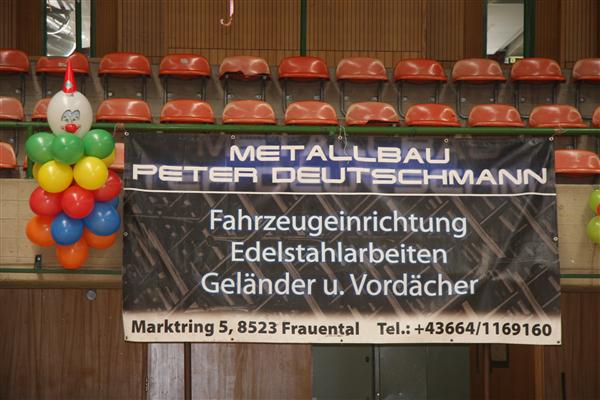 METALLBAU
PETER DEUTSCHMANN
Fahrzeugeinrichtung
Edelstahlarbeiten
Geländer u. Vordächer
Marktring 5, 8523 Frauental Tel.: +43664/1169160